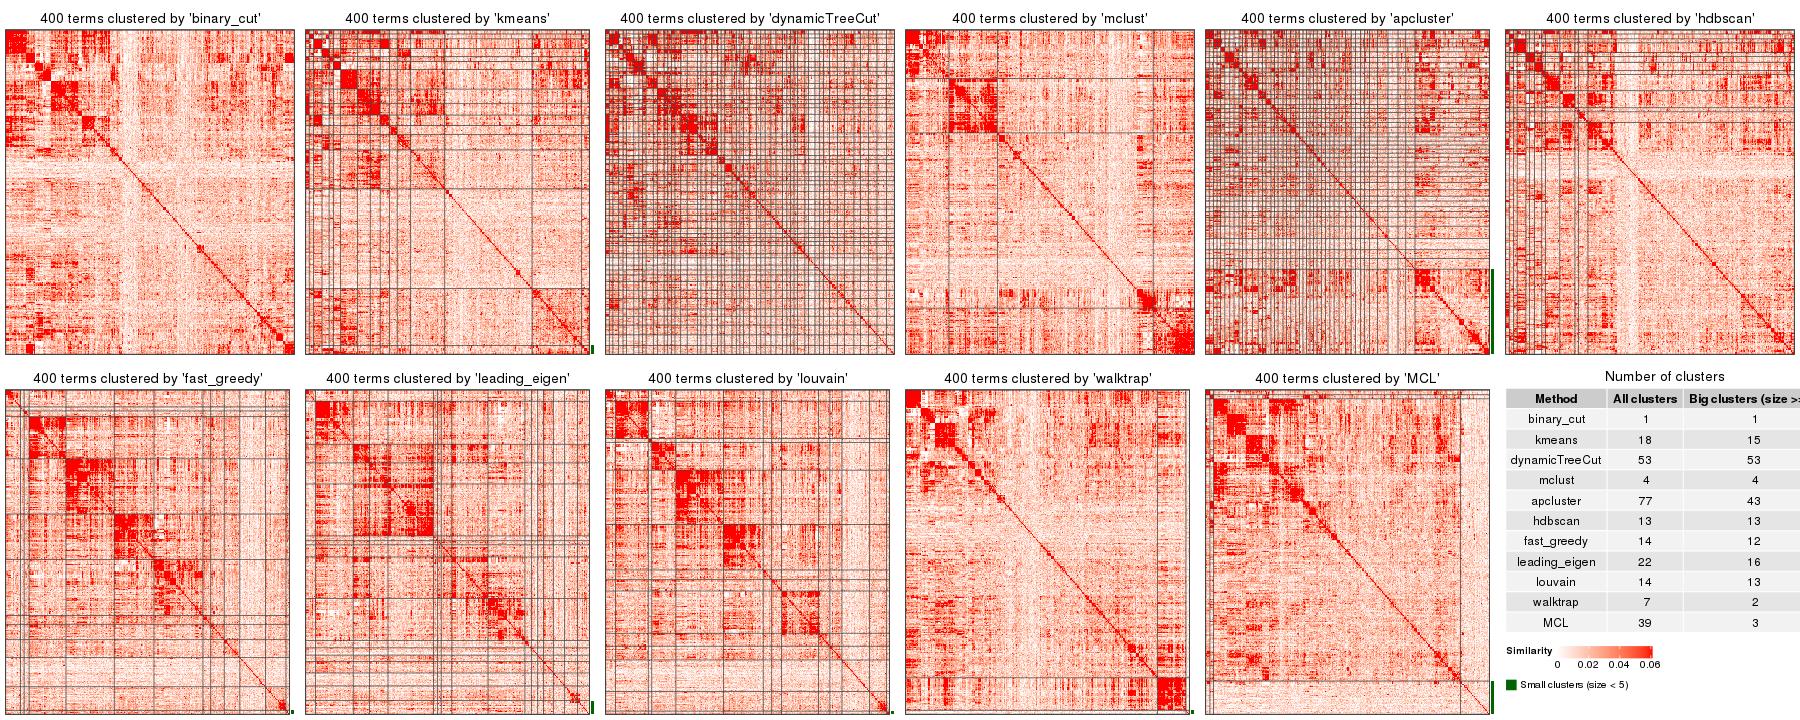 400 terms clustered by 'binary_cut'
400 terms clustered by 'kmeans'
400 terms clustered by 'dynamicTreeCut'
400 terms clustered by 'mclust'
400 terms clustered by 'apcluster'
400 terms clustered by 'hdbscan'
400 terms clustered by 'fast_greedy'
400 terms clustered by 'leading_eigen'
400 terms clustered by 'louvain'
400 terms clustered by 'walktrap'
400 terms clustered by 'MCL'
Number of clusters
Method All clusters Big clusters (size >=
binary_cut 1 1
kmeans 18 15
dynamicTreeCut 53 53
mclust 4 4
apcluster 77 43
hdbscan 13 13
fast_greedy 14 12
leading_eigen 22 16
louvain 14 13
walktrap 7 2
MCL 39 3
Similarity
0 0.02 0.04 0.06
Small clusters (size < 5)